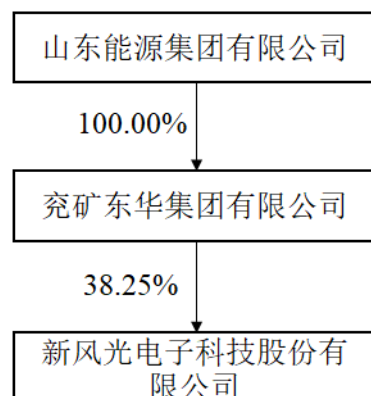 山东能源集团有限公司
100.00%
兖矿东华集团有限公司
38.25%
新风光电子科技股份有
限公司